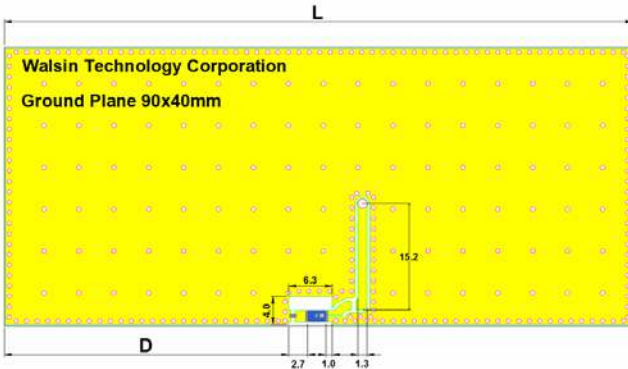 L
Walsin Technology Corporation
Ground Plane 90x40mm
15.2
6.3
4.0
D
2.7
1.0
1.3